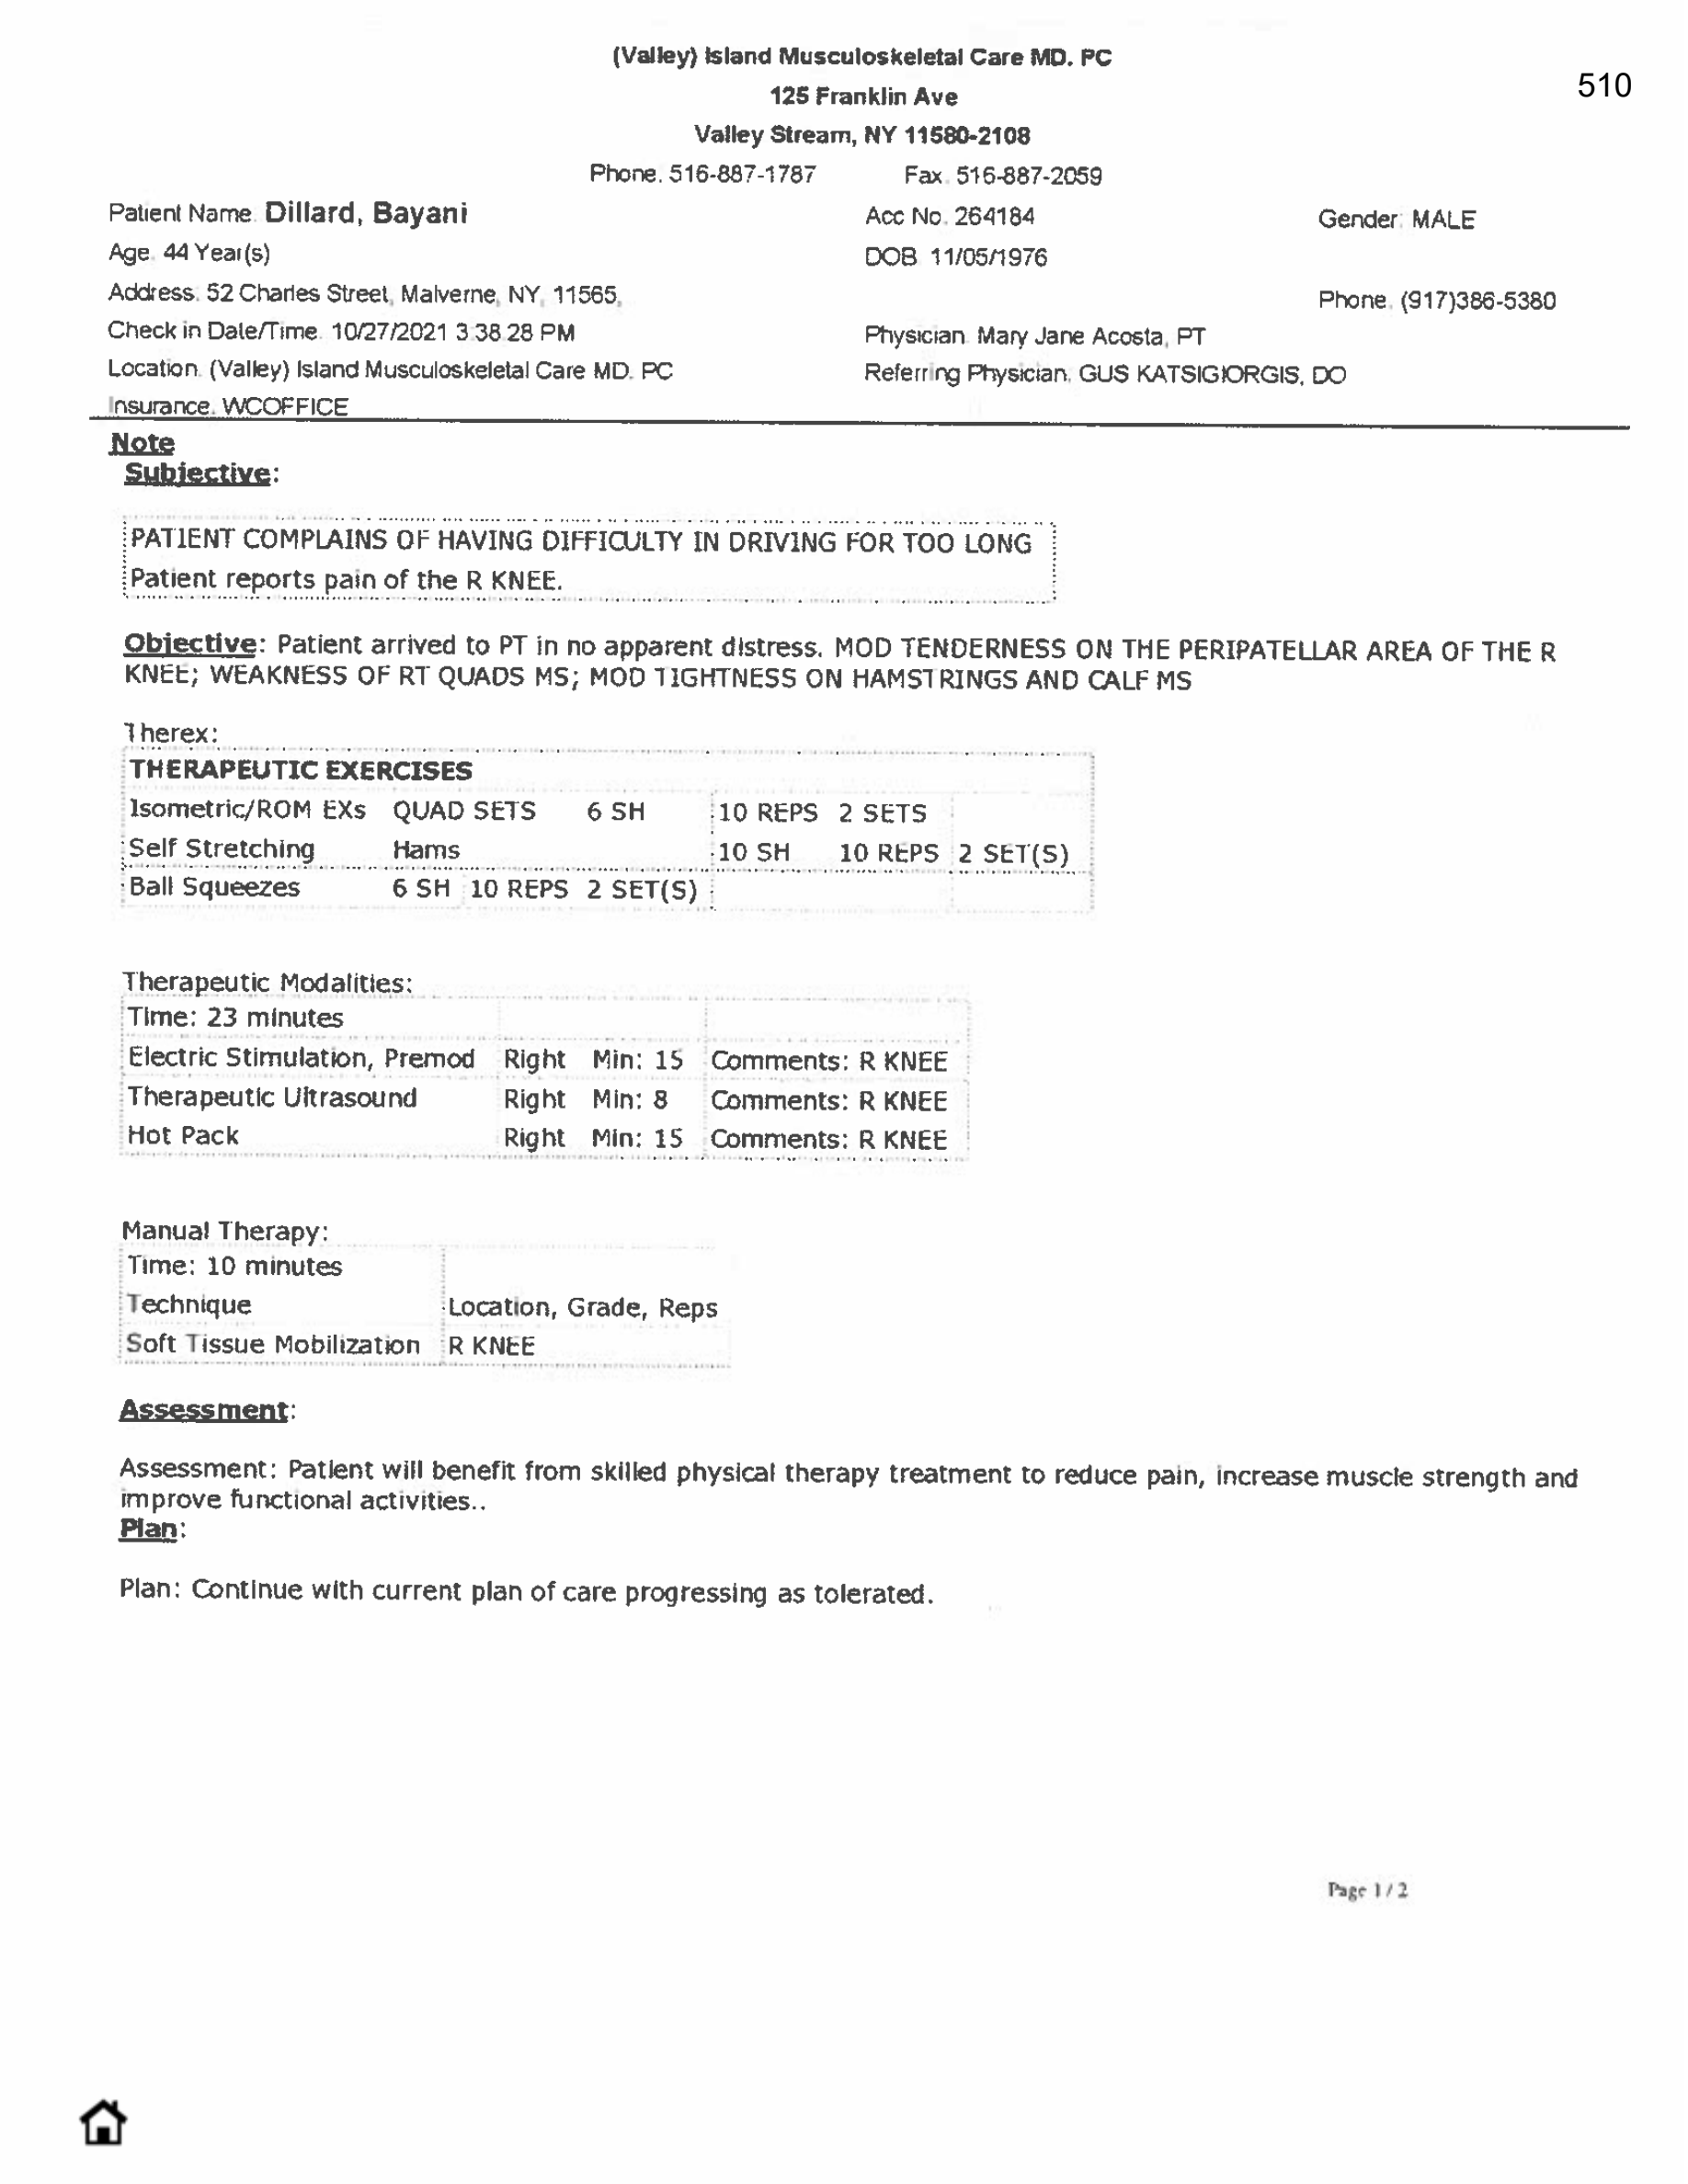 (Valley) Island Musculoskeletal Care MD. PC
510
125 Franklin Ave
Valley Stream, NY 11580-2108
Phone. 516-887-1787 Fax. 516-887-2059
Patient Name. Dillard, Bayani Acc No. 264184 Gender: MALE
Age. 44 Year(s) DOB 11/05/1976
Address. 52 Charles Street, Malverne, NY, 11565, Phone. (917)386-5380
Check in Date/Time. 10/27/2021 3:38:28 PM Physician. Mary Jane Acosta, PT
Location. (Valley) Island Musculoskeletal Care MD. PC Referring Physician. GUS KATSIGIORGIS, DO
Insurance. WCOFFICE
Note
Subjective:
PATIENT COMPLAINS OF HAVING DIFFICULTY IN DRIVING FOR TOO LONG
Patient reports pain of the R KNEE.
Objective: Patient arrived to PT in no apparent distress. MOD TENDERNESS ON THE PERIPATELLAR AREA OF THE R
KNEE; WEAKNESS OF RT QUADS MS; MOD TIGHTNESS ON HAMSTRINGS AND CALF MS
Therex:
THERAPEUTIC EXERCISES
Isometric/ROM EXs QUAD SETS 6 SH 10 REPS 2 SETS
Self Stretching Hams 10 SH 10 REPS 2 SET(S)
Ball Squeezes 6 SH 10 REPS 2 SET(S)
Therapeutic Modalities:
Time: 23 minutes
Electric Stimulation, Premod Right Min: 15 Comments: R KNEE
Therapeutic Ultrasound Right Min: 8 Comments: R KNEE
Hot Pack Right Min: 15 Comments: R KNEE
Manual Therapy:
Time: 10 minutes
Technique Location, Grade, Reps
Soft Tissue Mobilization R KNEE
Assessment:
Assessment: Patient will benefit from skilled physical therapy treatment to reduce pain, increase muscle strength and
improve functional activities..
Plan:
Plan: Continue with current plan of care progressing as tolerated.
Page 1 / 2